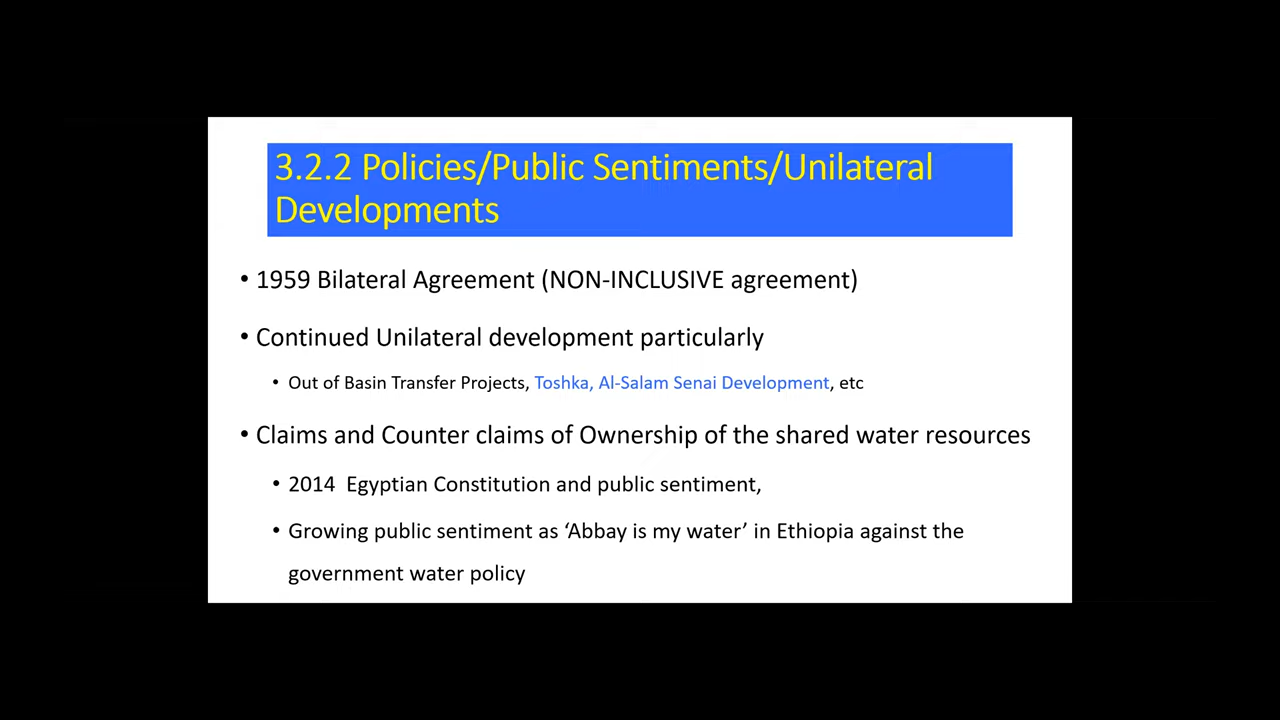 3.2.2 Policies/Public Sentiments/Unilateral
Developments
• 1959 Bilateral Agreement (NON-INCLUSIVE agreement)
• Continued Unilateral development particularly
• Out of Basin Transfer Projects, Toshka, Al-Salam Senai Development, etc
• Claims and Counter claims of Ownership of the shared water resources
• 2014  Egyptian Constitution and public sentiment,
• Growing public sentiment as ‘Abbay is my water’ in Ethiopia against the
government water policy